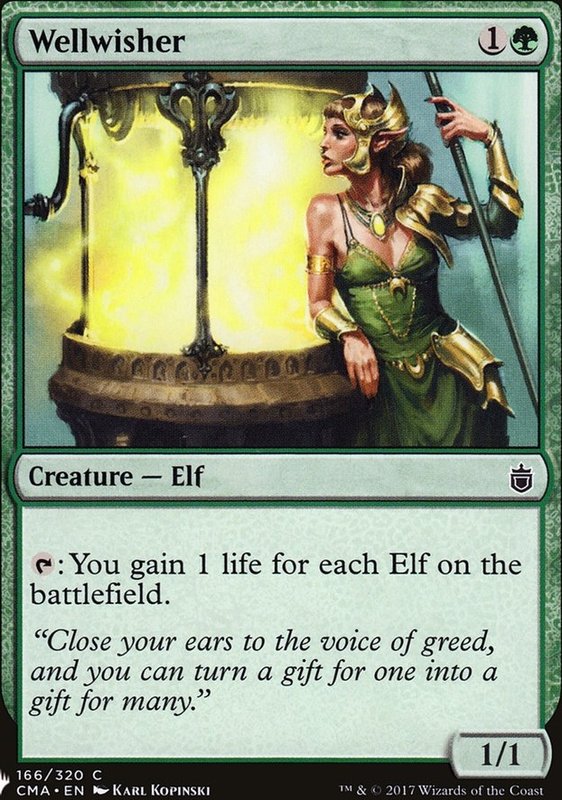 Wellwisher 1
Creature — Elf
: You gain 1 life for each Elf on the
battlefield.
“Close your ears to the voice of greed,
and you can turn a gift for one into a
gift for many.”
1/1
166/320 C
CMA • EN Karl Kopinski
™ & © 2017 Wizards of the Coast